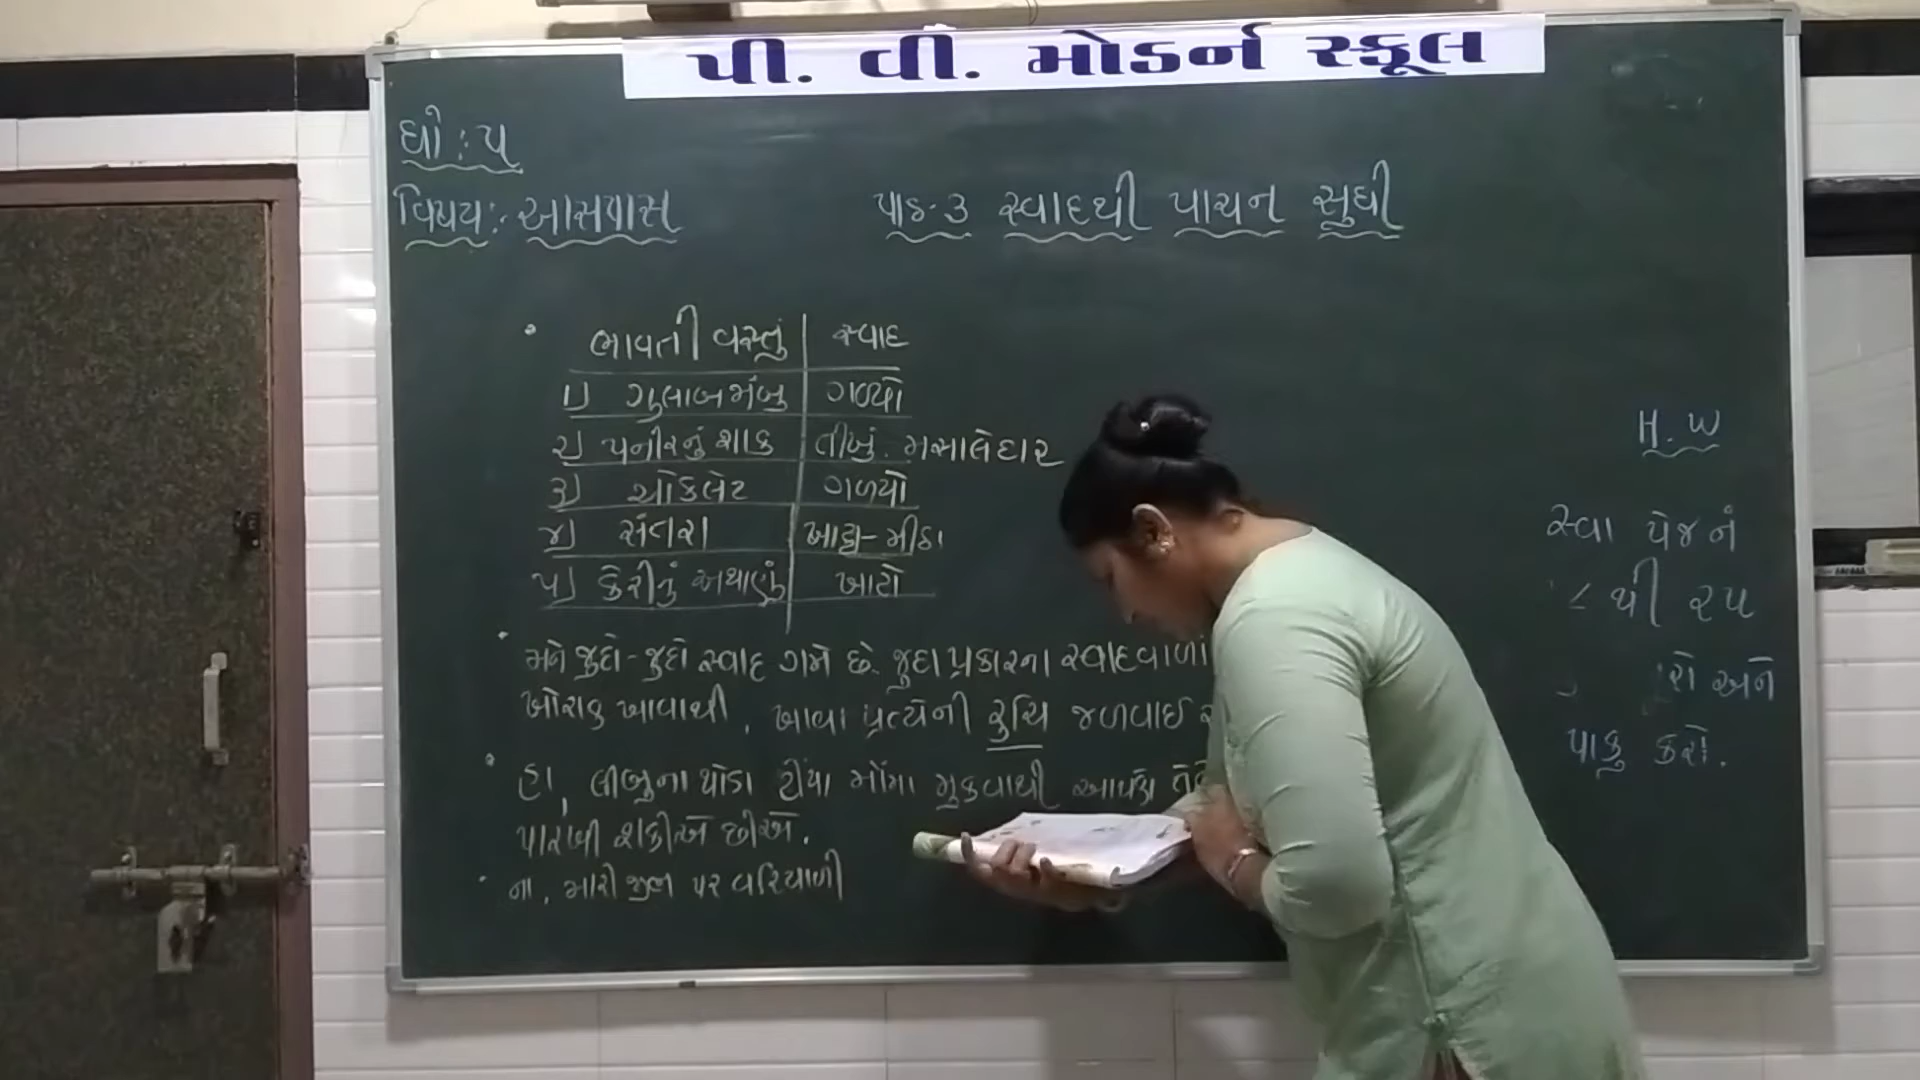 પી. વી. મોડર્ન સ્કૂલ
ધો : ૫
વિષય :- આસપાસ
પાઠ-૩ સ્વાદથી પાચન સુધી
ભાવતી વસ્તું સ્વાદ
૧) ગુલાબજાંબુ ગળ્યો
૨) પનીરનું શાક તીખું. મસાલેદાર
૩) ચોકલેટ ગળ્યો
૪) સંતરા ખાટ્ટા-મીઠા
૫) કેરીનું અથાણું ખાટો
મને જુદો-જુદો સ્વાદ ગમે છે. જુદા પ્રકારના સ્વાદવાળા
ખોરાક ખાવાથી, ખાવા પ્રત્યેની રુચિ જળવાઈ
હા, લીંબુના થોડા ટીંપા મોંમા મુકવાથી આપણે
પારખી શકીએ છીએ.
ના, મારી જીભ પર વરિયાળી
H.W
સ્વા પેજ નં
થી ૨૫
અને
પાકુ કરો.